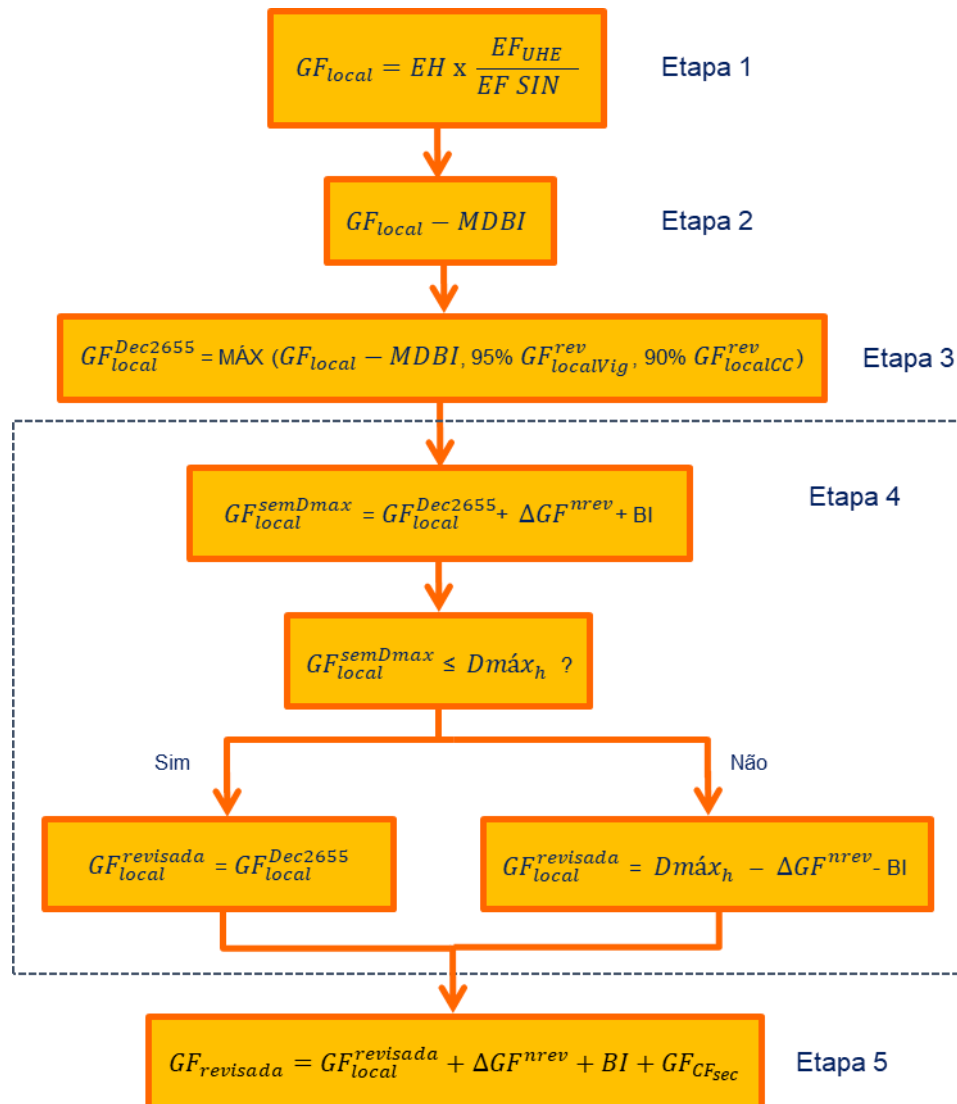 GF_local = EH x EF_UHE / EF SIN
Etapa 1
GF_local − MDBI
Etapa 2
GF_local^Dec2655 = MÁX (GF_local − MDBI, 95% GF_localVig^rev, 90% GF_localCC^rev)
Etapa 3
Etapa 4
GF_local^semDmax = GF_local^Dec2655 + ΔGF^nrev + BI
GF_local^semDmax ≤ Dmáx_h ?
Sim
Não
GF_local^revisada = GF_local^Dec2655
GF_local^revisada = Dmáx_h − ΔGF^nrev - BI
GF_revisada = GF_local^revisada + ΔGF^nrev + BI + GF_CF_sec
Etapa 5